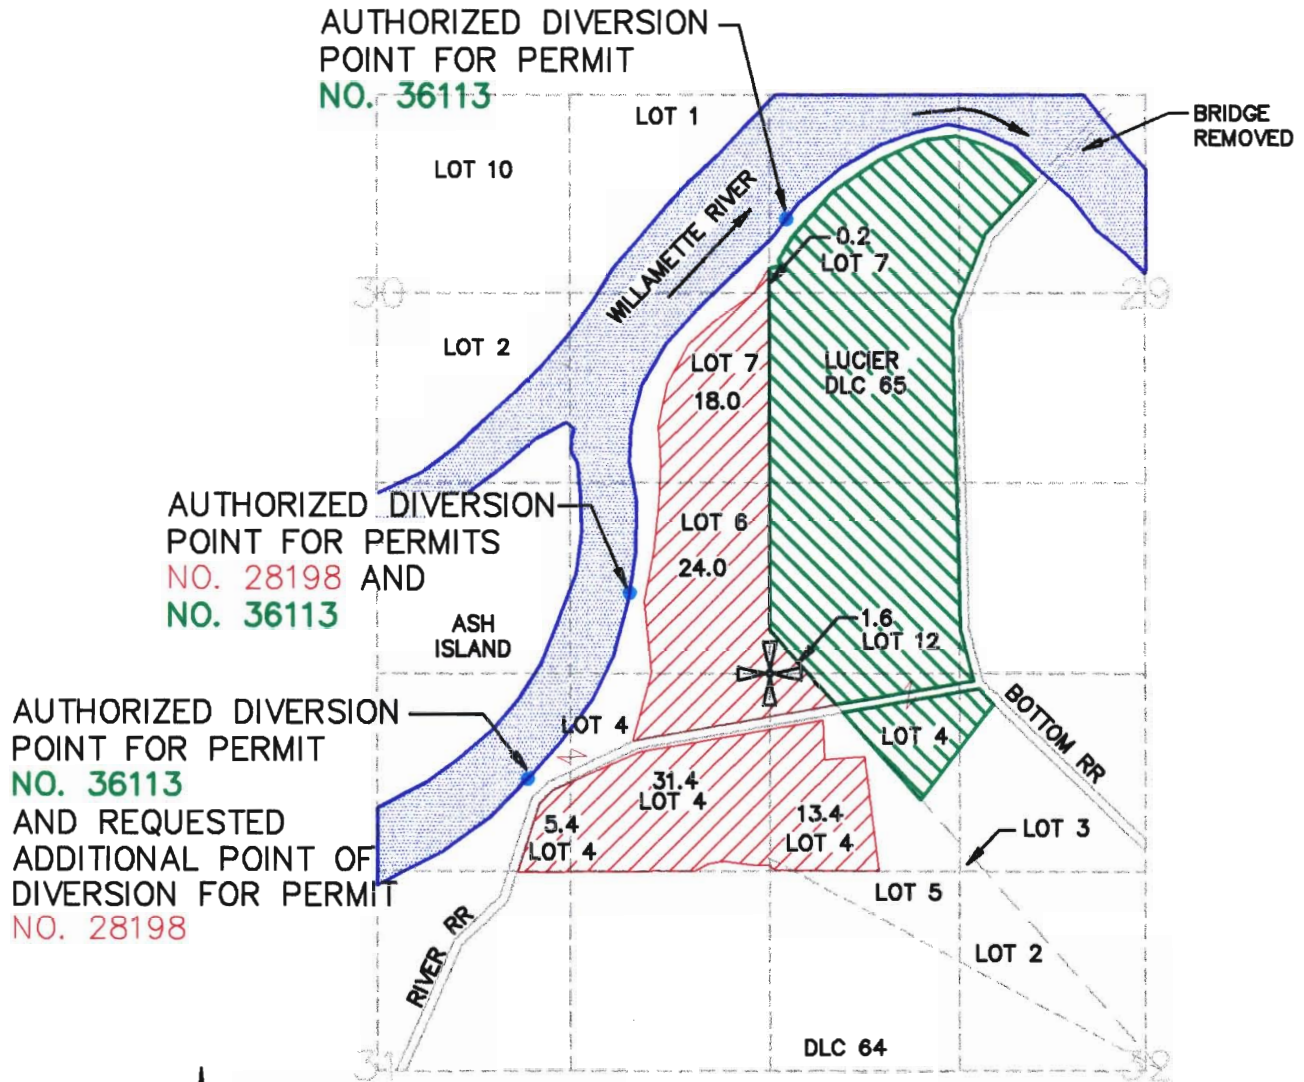 AUTHORIZED DIVERSION
POINT FOR PERMIT
NO. 36113
LOT 1
BRIDGE
REMOVED
LOT 10
WILLAMETTE RIVER
0.2
LOT 7
30
29
LOT 2
LOT 7
18.0
LUCIER
DLC 65
AUTHORIZED DIVERSION
POINT FOR PERMITS
NO. 28198 AND
NO. 36113
LOT 6
24.0
ASH
ISLAND
1.6
LOT 12
AUTHORIZED DIVERSION
POINT FOR PERMIT
NO. 36113
AND REQUESTED
ADDITIONAL POINT OF
DIVERSION FOR PERMIT
NO. 28198
LOT 4
LOT 4
BOTTOM RR
31.4
LOT 4
5.4
LOT 4
13.4
LOT 4
LOT 3
LOT 5
RIVER RR
LOT 2
DLC 64
31
32